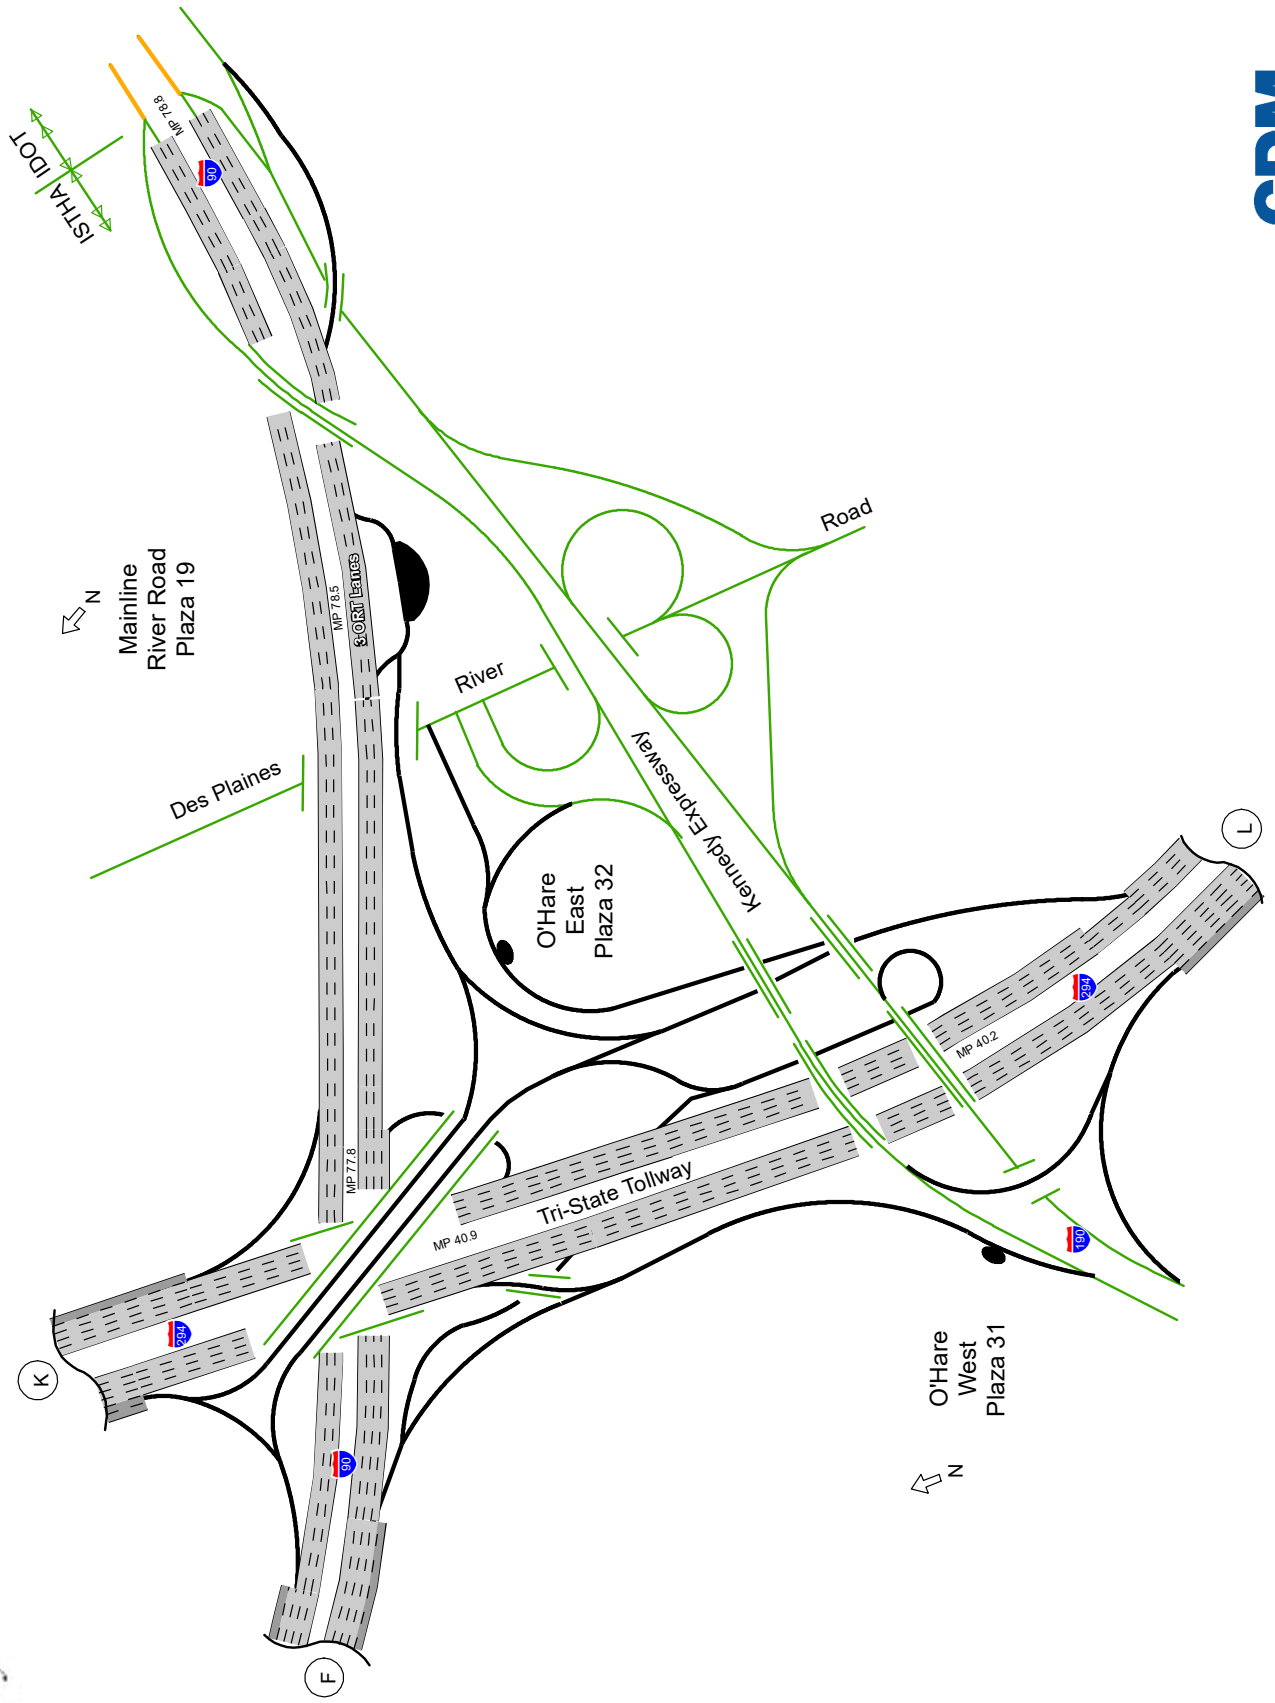 IDOT
ISTHA
MP 78.8
90
Mainline
River Road
Plaza 19
N
MP 78.5
3 ORT Lanes
River
Road
Des Plaines
Kennedy Expressway
O'Hare
East
Plaza 32
L
294
MP 40.2
MP 77.8
Tri-State Tollway
MP 40.9
190
294
K
O'Hare
West
Plaza 31
90
N
F